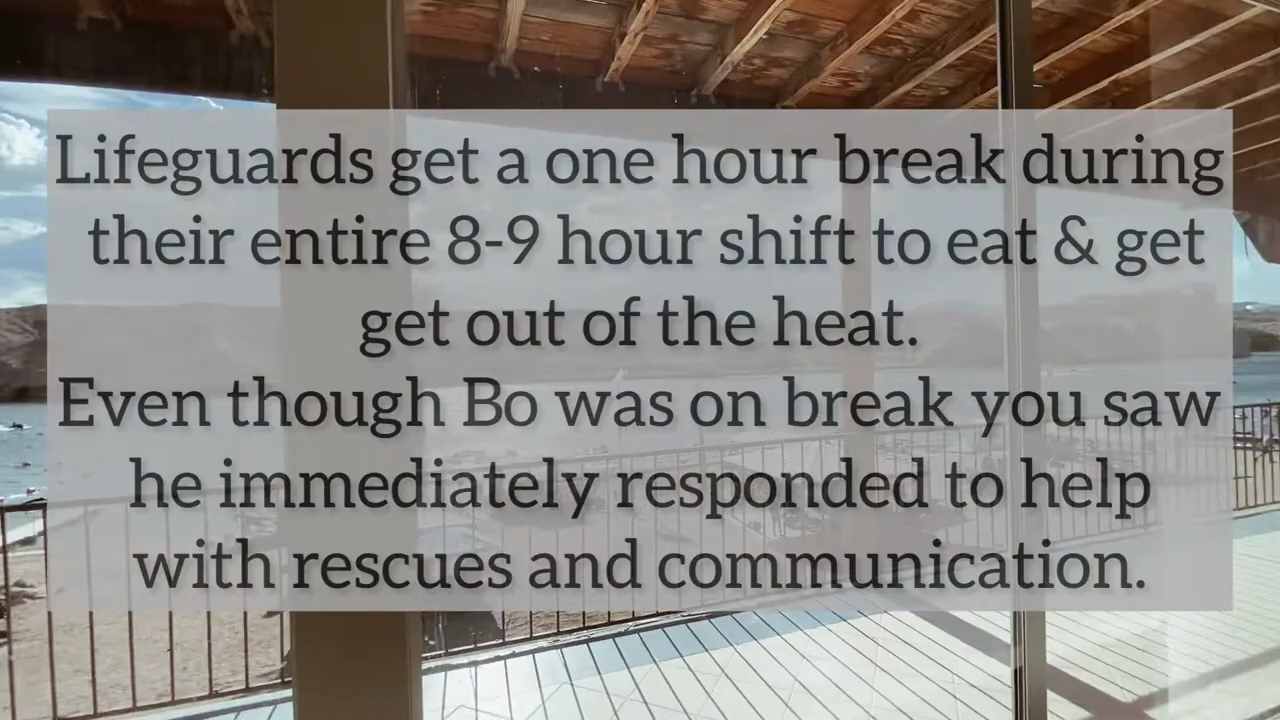 Lifeguards get a one hour break during
their entire 8-9 hour shift to eat & get
get out of the heat.
Even though Bo was on break you saw
he immediately responded to help
with rescues and communication.